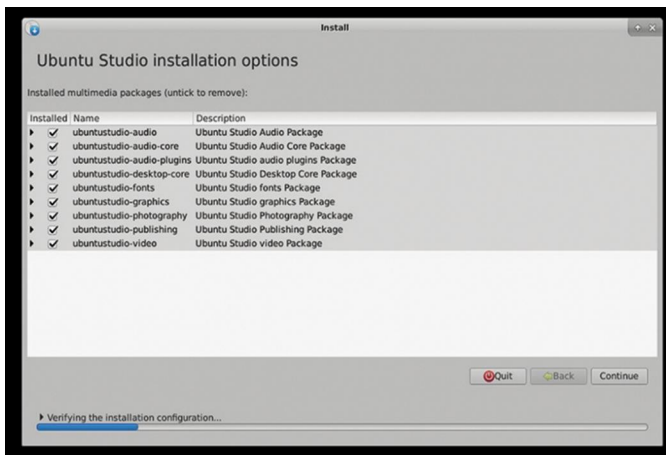 Install
Ubuntu Studio installation options
Installed multimedia packages (untick to remove):
Installed Name Description
ubuntustudio-audio Ubuntu Studio Audio Package
ubuntustudio-audio-core Ubuntu Studio Audio Core Package
ubuntustudio-audio-plugins Ubuntu Studio audio plugins Package
ubuntustudio-desktop-core Ubuntu Studio Desktop Core Package
ubuntustudio-fonts Ubuntu Studio fonts Package
ubuntustudio-graphics Ubuntu Studio graphics Package
ubuntustudio-photography Ubuntu Studio Photography Package
ubuntustudio-publishing Ubuntu Studio Publishing Package
ubuntustudio-video Ubuntu Studio video Package
Quit Back Continue
Verifying the installation configuration...